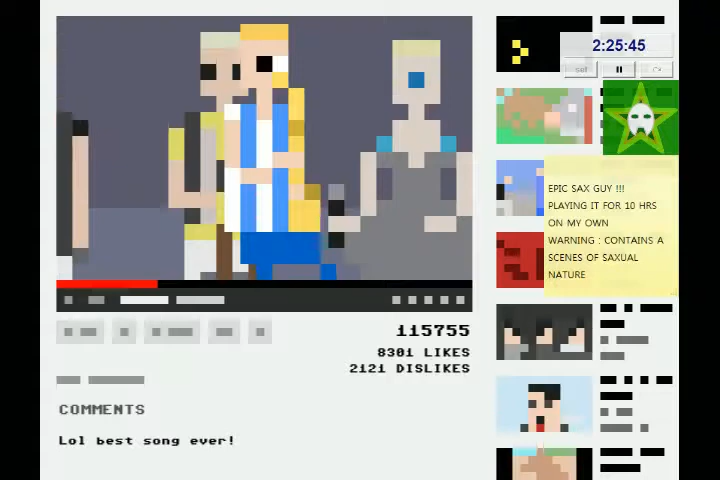 2:25:45
set
EPIC SAX GUY !!!
PLAYING IT FOR 10 HRS
ON MY OWN
WARNING : CONTAINS A
SCENES OF SAXUAL
NATURE
115755
8301 LIKES
2121 DISLIKES
COMMENTS
Lol best song ever!